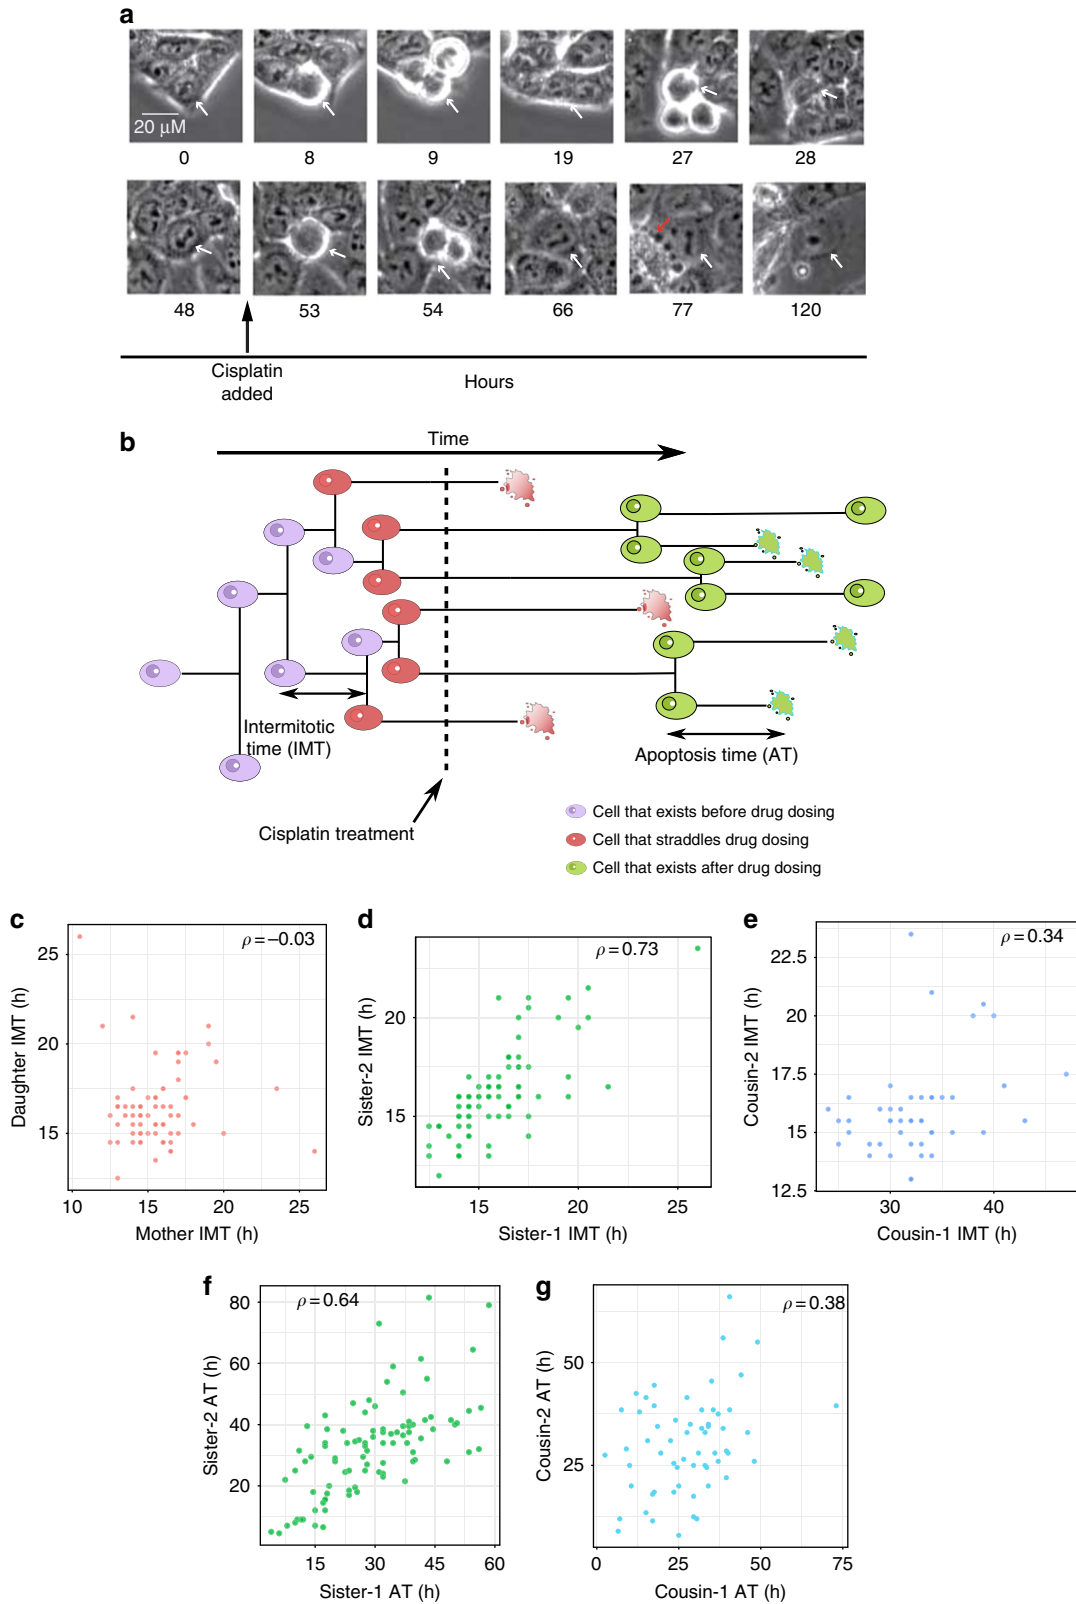 a
20 µM
0 8 9 19 27 28
48 53 54 66 77 120
Cisplatin
added
Hours
b
Time
Intermitotic
time (IMT)
Apoptosis time (AT)
Cisplatin treatment
Cell that exists before drug dosing
Cell that straddles drug dosing
Cell that exists after drug dosing
c
ρ = −0.03
25
20
15
10 15 20 25
Daughter IMT (h)
Mother IMT (h)
d
ρ = 0.73
20
15
15 20 25
Sister-2 IMT (h)
Sister-1 IMT (h)
e
ρ = 0.34
22.5
20
17.5
15
12.5
30 40
Cousin-2 IMT (h)
Cousin-1 IMT (h)
f
ρ = 0.64
80
60
40
20
15 30 45 60
Sister-2 AT (h)
Sister-1 AT (h)
g
ρ = 0.38
50
25
0 25 50 75
Cousin-2 AT (h)
Cousin-1 AT (h)